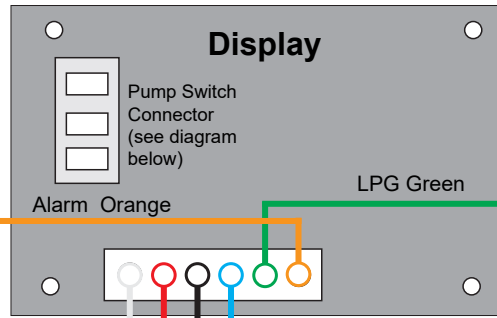 Display
Pump Switch
Connector
(see diagram
below)
LPG Green
Alarm  Orange